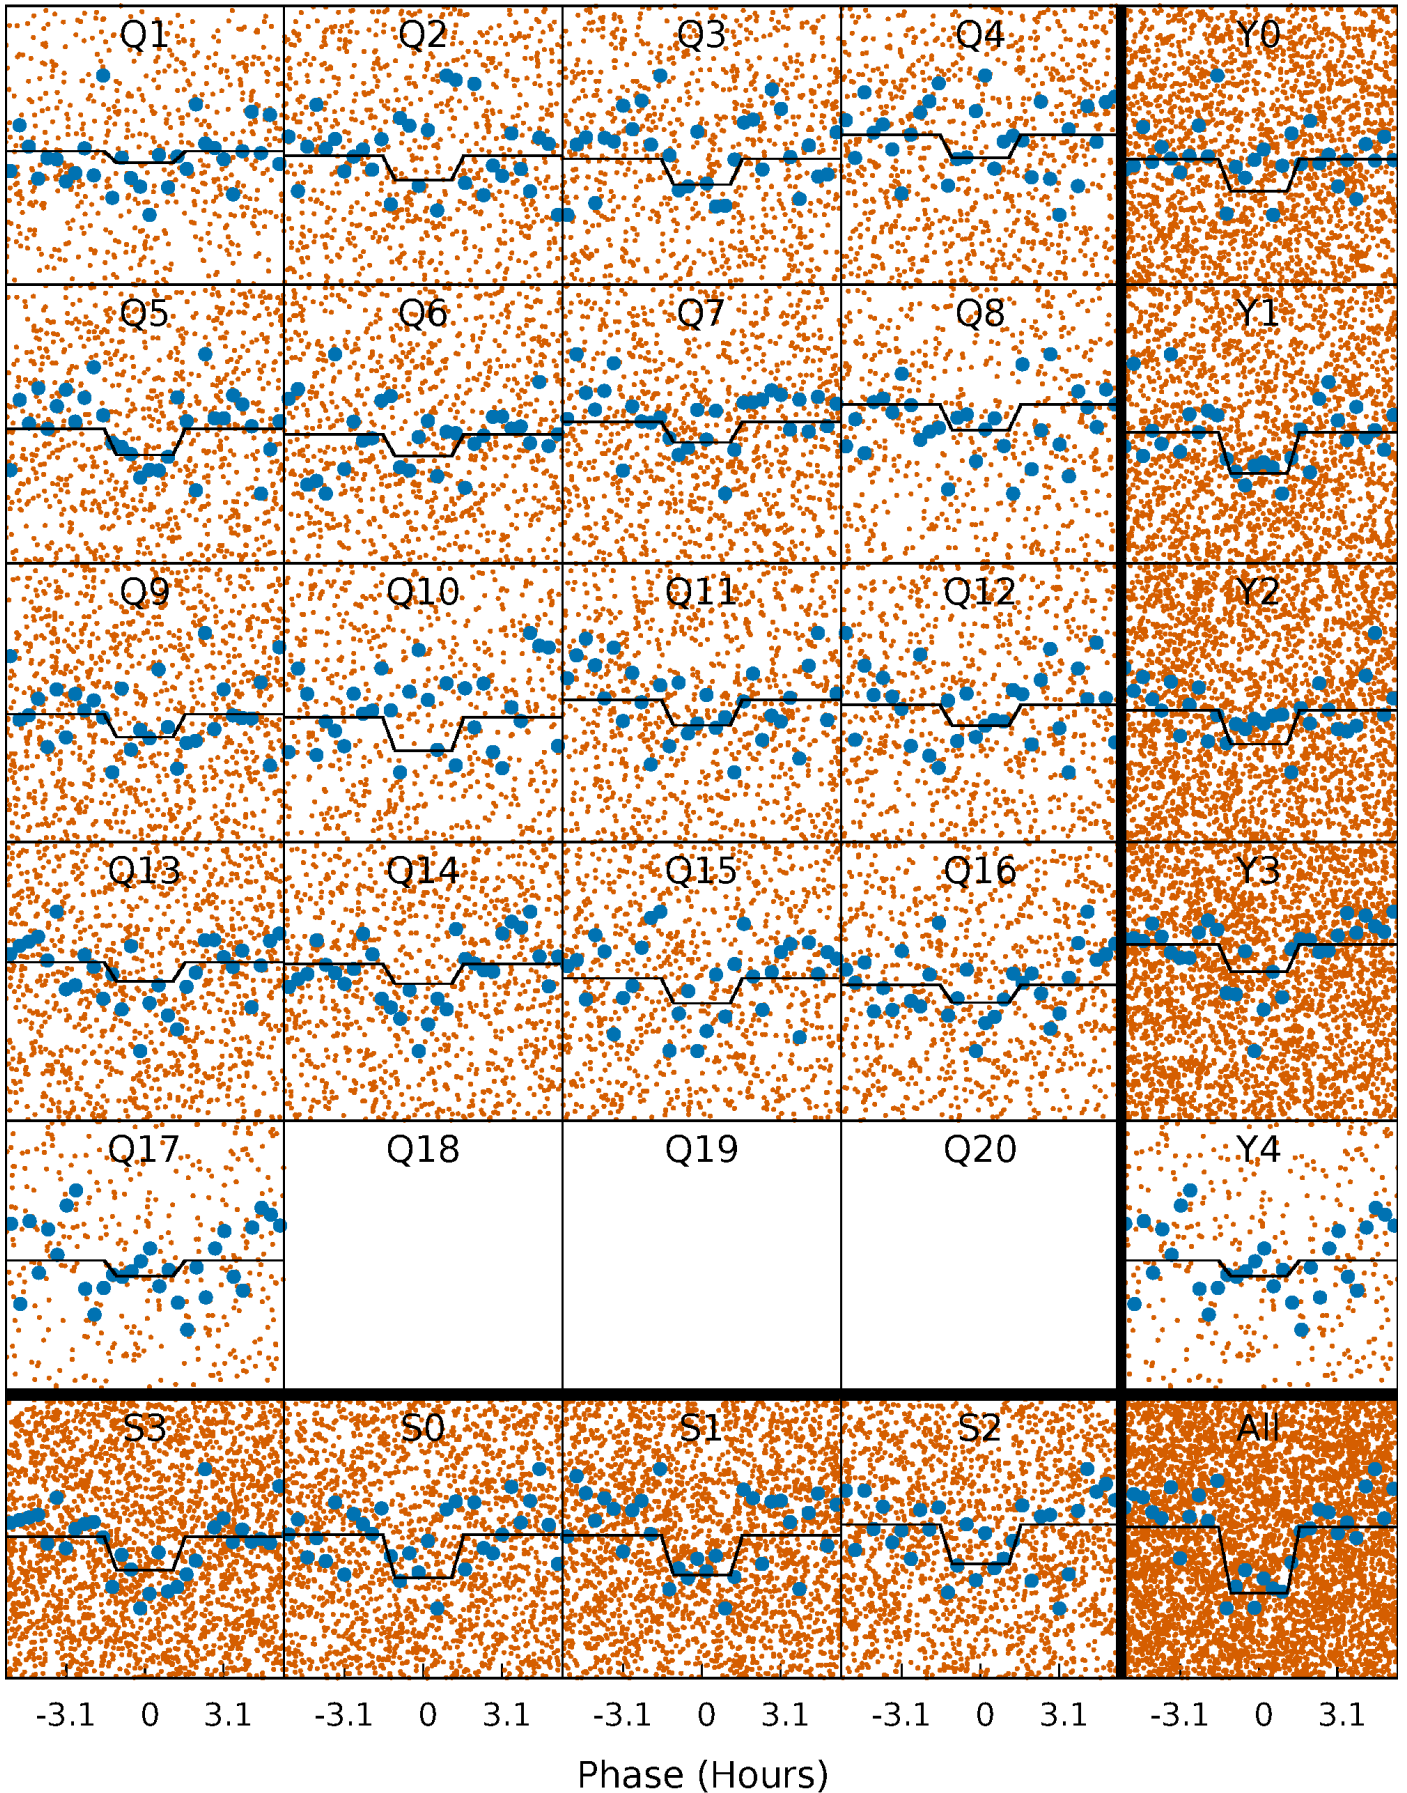 Q1 Q2 Q3 Q4 Y0
Q5 Q6 Q7 Q8 Y1
Q9 Q10 Q11 Q12 Y2
Q13 Q14 Q15 Q16 Y3
Q17 Q18 Q19 Q20 Y4
S3 S0 S1 S2 All
-3.1 0 3.1 -3.1 0 3.1 -3.1 0 3.1 -3.1 0 3.1 -3.1 0 3.1
Phase (Hours)